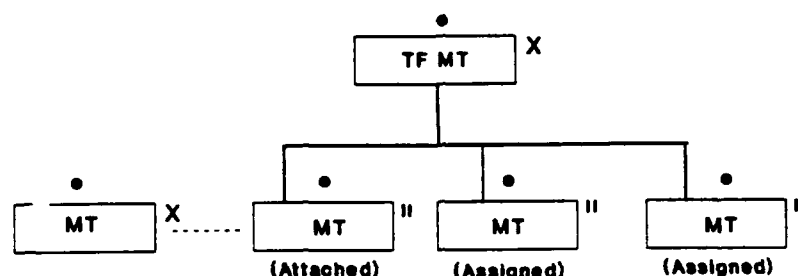 TF MT X
MT X MT II MT II MT
(Attached) (Assigned) (Assigned)